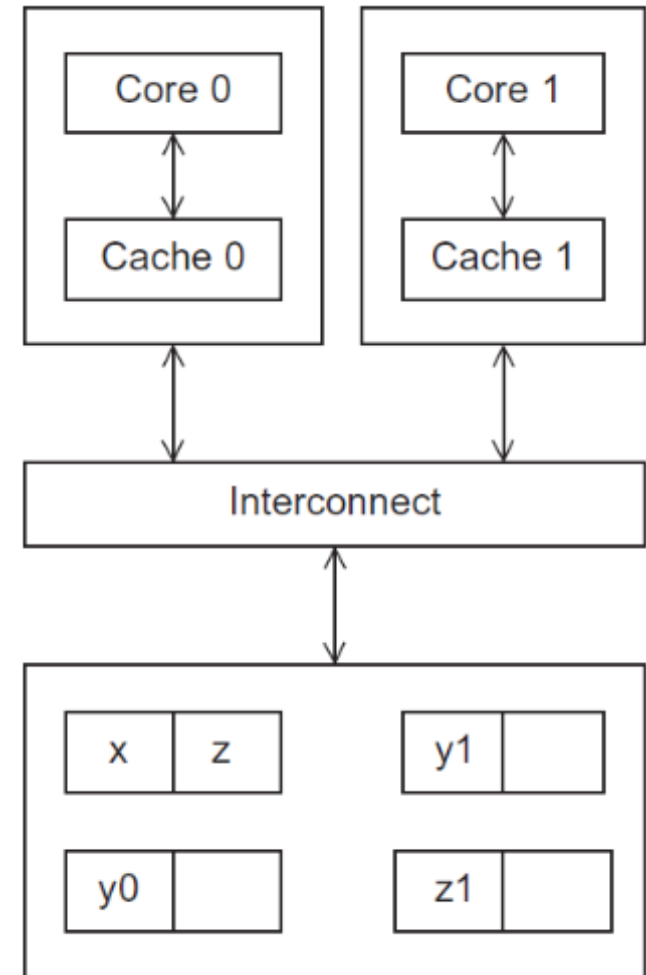 Core 0
Core 1
Cache 0
Cache 1
Interconnect
x z
y1
y0
z1